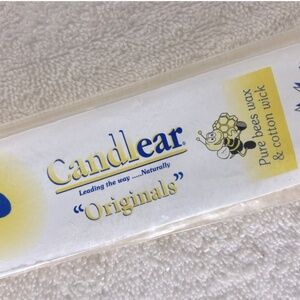 Candlear®
Leading the way .....Naturally
"Originals"
Pure bees wax
& cotton wick